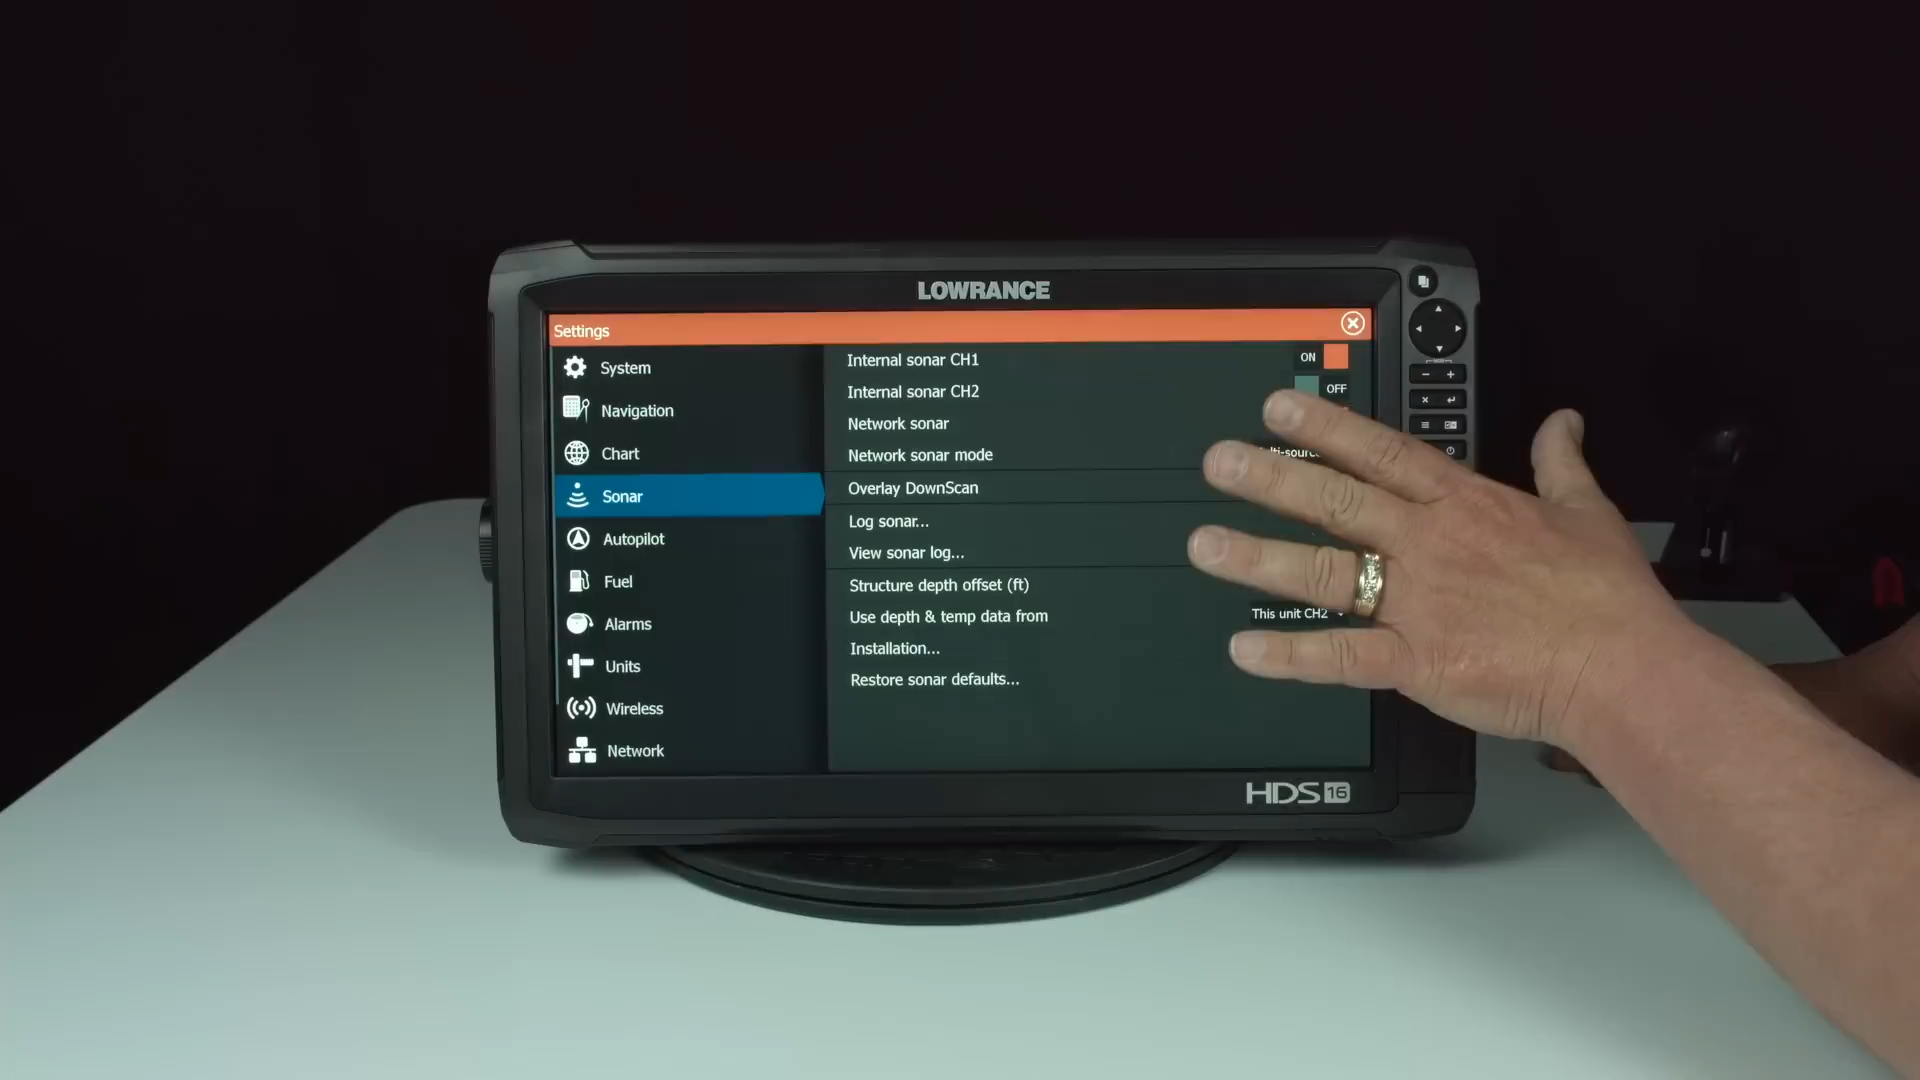 LOWRANCE
Settings
System
Navigation
Chart
Sonar
Autopilot
Fuel
Alarms
Units
Wireless
Network
Internal sonar CH1 ON
Internal sonar CH2 OFF
Network sonar
Network sonar mode
Overlay DownScan
Log sonar...
View sonar log...
Structure depth offset (ft)
Use depth & temp data from This unit CH2
Installation...
Restore sonar defaults...
HDS 16